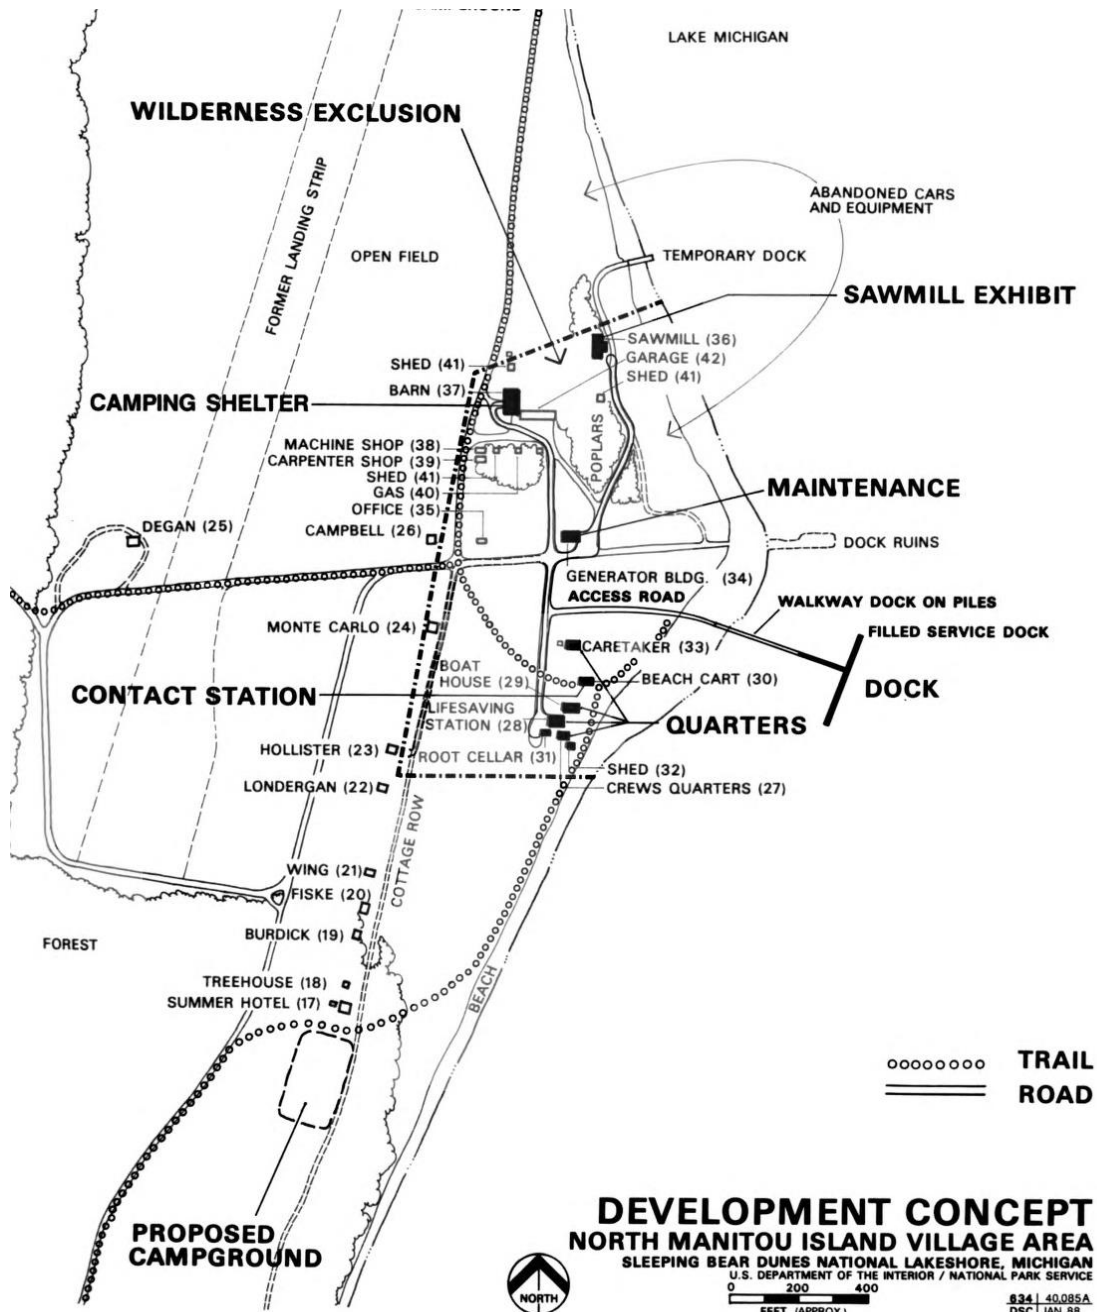 CAMPGROUND
LAKE MICHIGAN
WILDERNESS EXCLUSION
FORMER LANDING STRIP
OPEN FIELD
ABANDONED CARS
AND EQUIPMENT
TEMPORARY DOCK
SAWMILL EXHIBIT
SAWMILL (36)
GARAGE (42)
SHED (41)
SHED (41)
BARN (37)
CAMPING SHELTER
POPLARS
MACHINE SHOP (38)
CARPENTER SHOP (39)
SHED (41)
GAS (40)
OFFICE (35)
CAMPBELL (26)
MAINTENANCE
DEGAN (25)
DOCK RUINS
GENERATOR BLDG. (34)
ACCESS ROAD
WALKWAY DOCK ON PILES
FILLED SERVICE DOCK
DOCK
MONTE CARLO (24)
CARETAKER (33)
BOAT
HOUSE (29)
BEACH CART (30)
CONTACT STATION
LIFESAVING
STATION (28)
QUARTERS
HOLLISTER (23)
ROOT CELLAR (31)
SHED (32)
LONDERGAN (22)
CREWS QUARTERS (27)
COTTAGE ROW
WING (21)
FISKE (20)
BURDICK (19)
FOREST
TREEHOUSE (18)
SUMMER HOTEL (17)
BEACH
TRAIL
ROAD
PROPOSED
CAMPGROUND
DEVELOPMENT CONCEPT
NORTH MANITOU ISLAND VILLAGE AREA
SLEEPING BEAR DUNES NATIONAL LAKESHORE, MICHIGAN
U.S. DEPARTMENT OF THE INTERIOR / NATIONAL PARK SERVICE
NORTH
0 200 400
FEET (APPROX.)
634 40,085A
DSC JAN 88